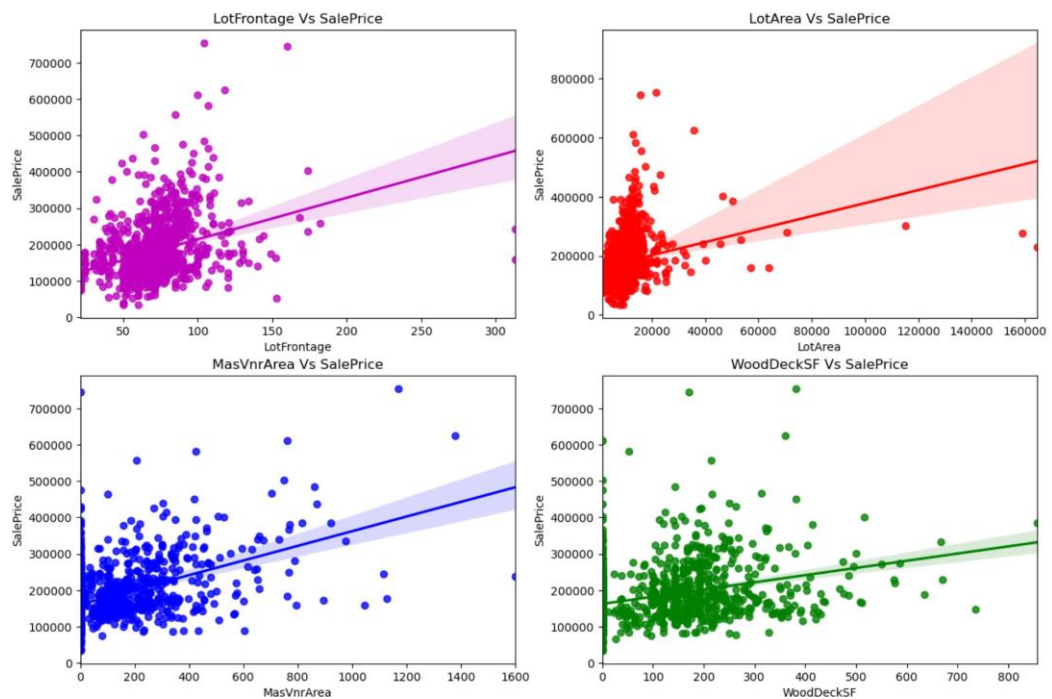 LotFrontage Vs SalePrice
SalePrice
700000
600000
500000
400000
300000
200000
100000
0
50 100 150 200 250 300
LotFrontage
LotArea Vs SalePrice
SalePrice
800000
600000
400000
200000
0
20000 40000 60000 80000 100000 120000 140000 160000
LotArea
MasVnrArea Vs SalePrice
SalePrice
700000
600000
500000
400000
300000
200000
100000
0
0 200 400 600 800 1000 1200 1400 1600
MasVnrArea
WoodDeckSF Vs SalePrice
SalePrice
700000
600000
500000
400000
300000
200000
100000
0
0 100 200 300 400 500 600 700 800
WoodDeckSF